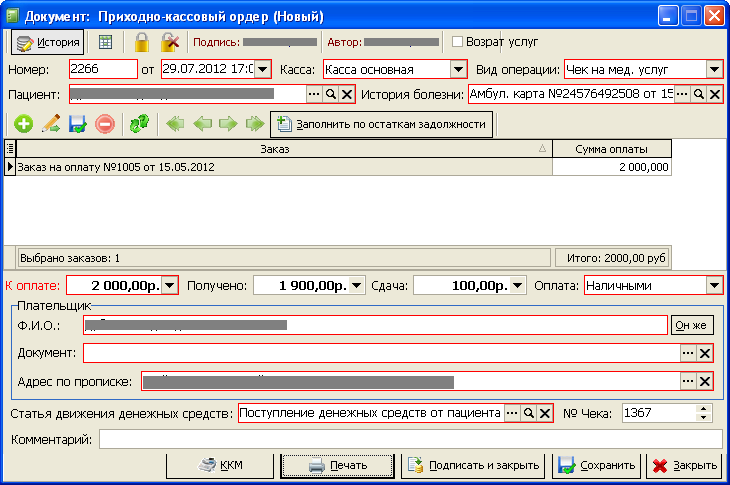 Документ: Приходно-кассовый ордер (Новый)
История Подпись: Автор: Возрат услуг
Номер: 2266 от 29.07.2012 17:0 Касса: Касса основная Вид операции: Чек на мед. услуг
Пациент: История болезни: Амбул. карта №24576492508 от 15
Заполнить по остаткам задолжности
Заказ Сумма оплаты
Заказ на оплату №1005 от 15.05.2012 2 000,000
Выбрано заказов: 1 Итого: 2000,00 руб
К оплате: 2 000,00р. Получено: 1 900,00р. Сдача: 100,00р. Оплата: Наличными
Плательщик
Ф.И.О.: Он же
Документ:
Адрес по прописке:
Статья движения денежных средств: Поступление денежных средств от пациента № Чека: 1367
Комментарий:
ККМ Печать Подписать и закрыть Сохранить Закрыть